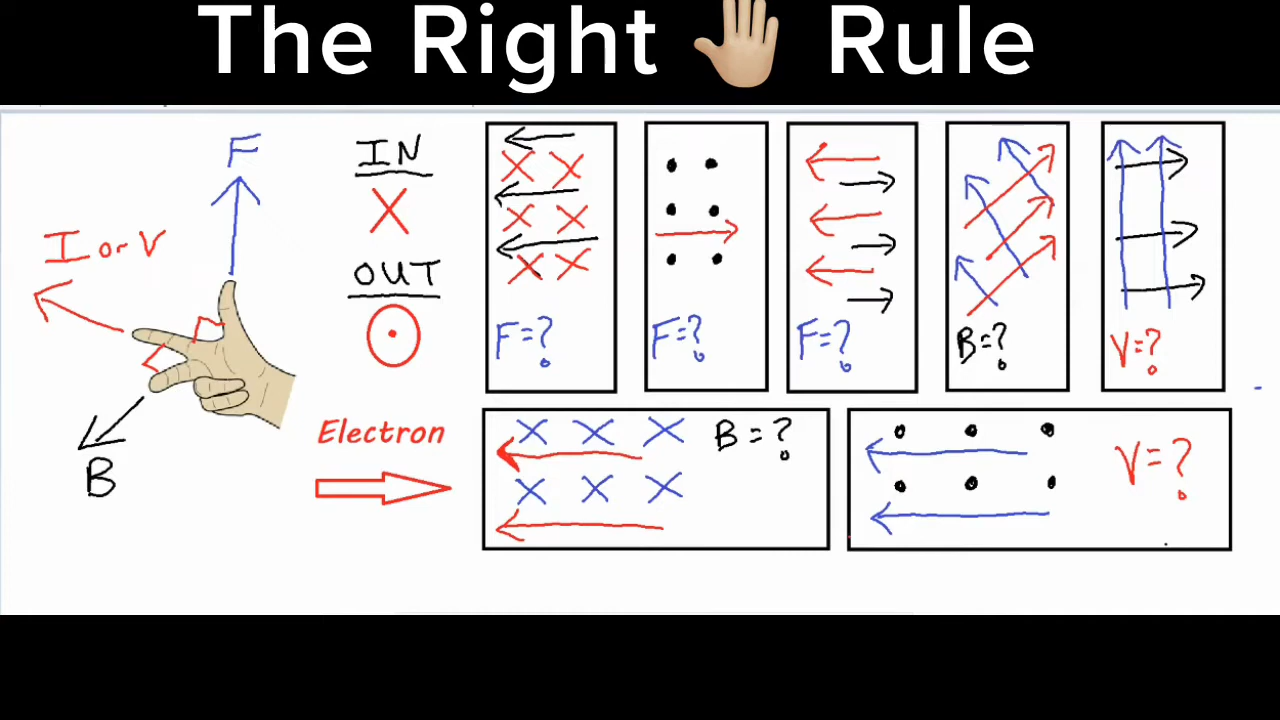 The Right 🤚🏼 Rule
F
I or V
B
IN
X
OUT
F=?
F=?
F=?
B=?
V=?
Electron
B=?
V=?